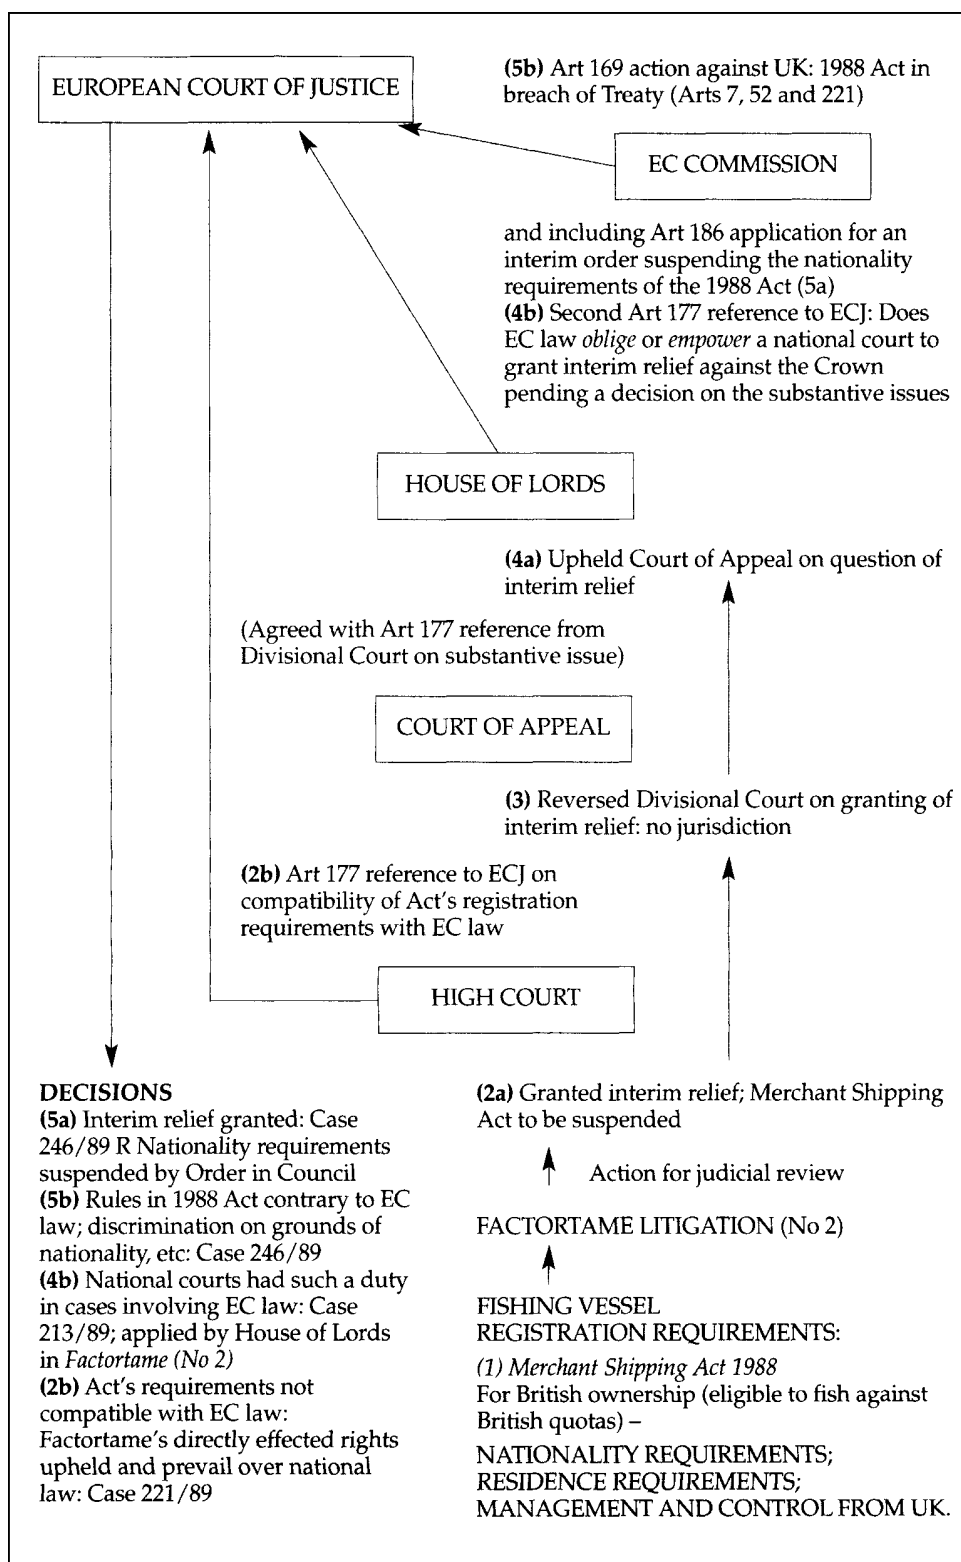 EUROPEAN COURT OF JUSTICE
(5b) Art 169 action against UK: 1988 Act in
breach of Treaty (Arts 7, 52 and 221)
EC COMMISSION
and including Art 186 application for an
interim order suspending the nationality
requirements of the 1988 Act (5a)
(4b) Second Art 177 reference to ECJ: Does
EC law oblige or empower a national court to
grant interim relief against the Crown
pending a decision on the substantive issues
HOUSE OF LORDS
(4a) Upheld Court of Appeal on question of
interim relief
(Agreed with Art 177 reference from
Divisional Court on substantive issue)
COURT OF APPEAL
(3) Reversed Divisional Court on granting of
interim relief: no jurisdiction
(2b) Art 177 reference to ECJ on
compatibility of Act's registration
requirements with EC law
HIGH COURT
DECISIONS
(5a) Interim relief granted: Case
246/89 R Nationality requirements
suspended by Order in Council
(5b) Rules in 1988 Act contrary to EC
law; discrimination on grounds of
nationality, etc: Case 246/89
(4b) National courts had such a duty
in cases involving EC law: Case
213/89; applied by House of Lords
in Factortame (No 2)
(2b) Act's requirements not
compatible with EC law:
Factortame's directly effected rights
upheld and prevail over national
law: Case 221/89
(2a) Granted interim relief; Merchant Shipping
Act to be suspended
Action for judicial review
FACTORTAME LITIGATION (No 2)
FISHING VESSEL
REGISTRATION REQUIREMENTS:
(1) Merchant Shipping Act 1988
For British ownership (eligible to fish against
British quotas) –
NATIONALITY REQUIREMENTS;
RESIDENCE REQUIREMENTS;
MANAGEMENT AND CONTROL FROM UK.